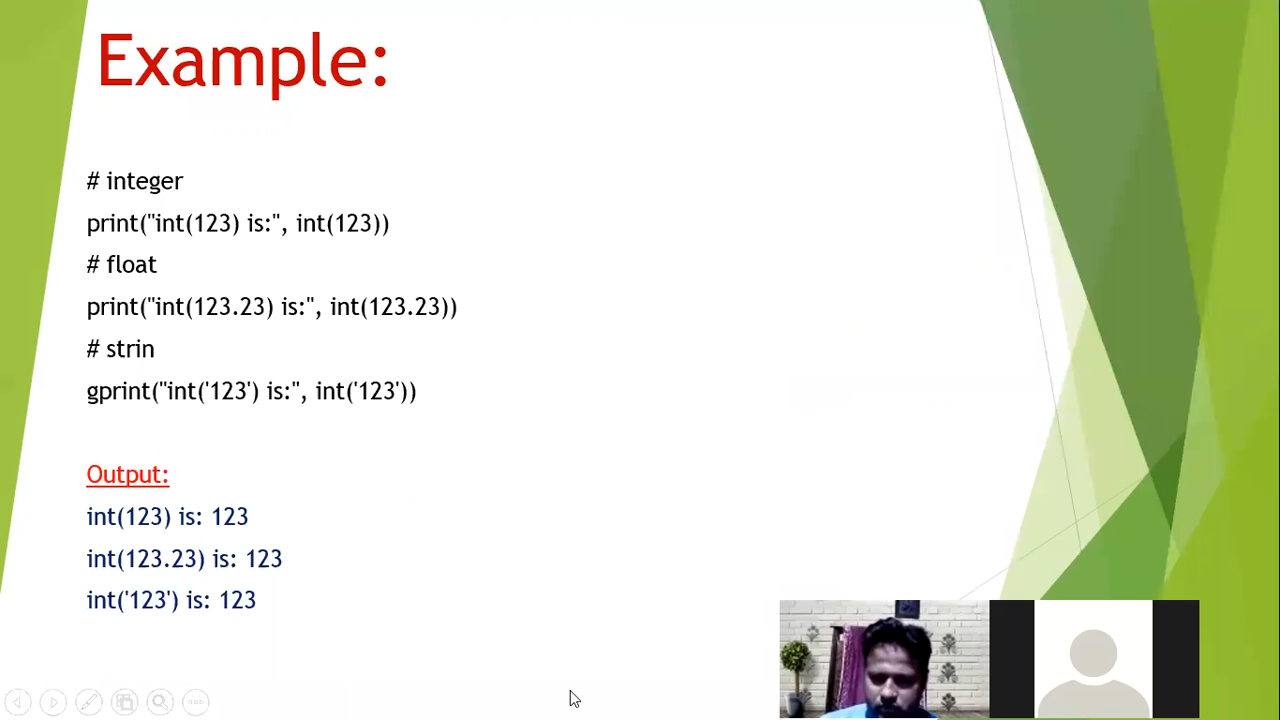 Example:
# integer
print("int(123) is:", int(123))
# float
print("int(123.23) is:", int(123.23))
# strin
gprint("int('123') is:", int('123'))
Output:
int(123) is: 123
int(123.23) is: 123
int('123') is: 123